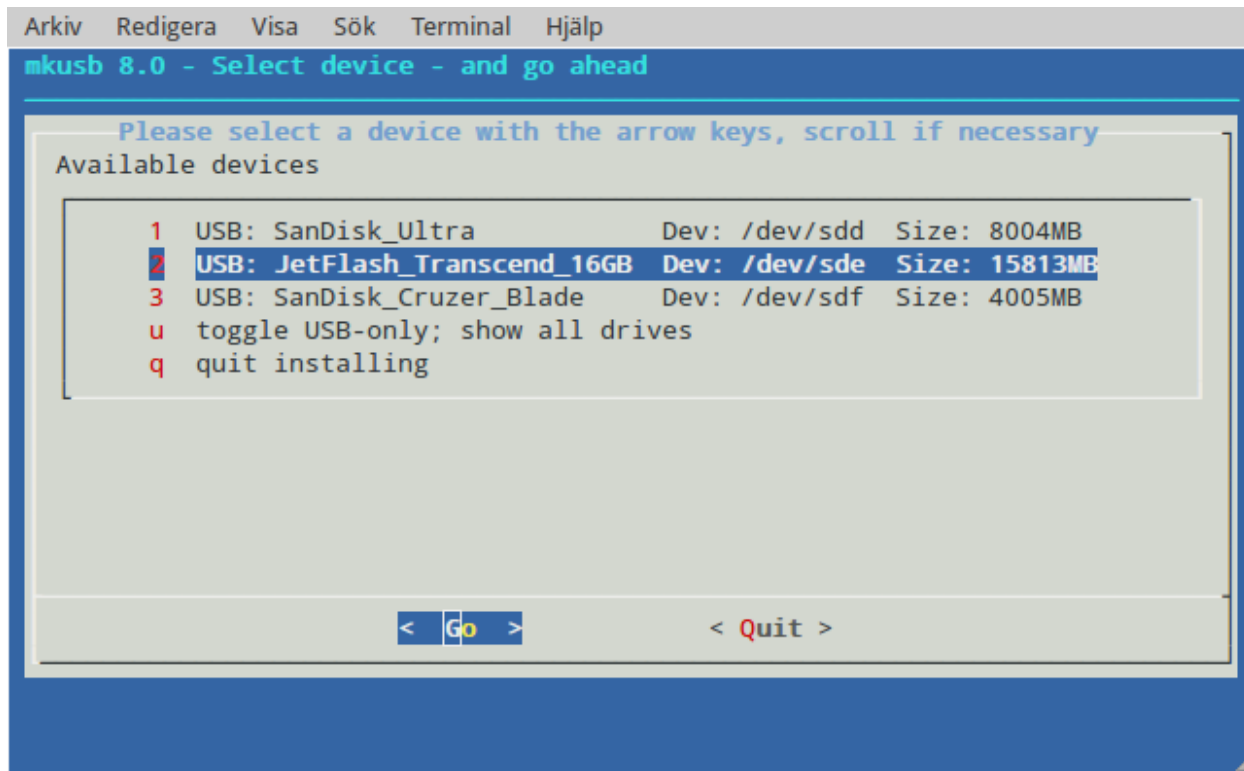 Arkiv Redigera Visa Sök Terminal Hjälp
mkusb 8.0 - Select device - and go ahead
Please select a device with the arrow keys, scroll if necessary
Available devices
1 USB: SanDisk_Ultra Dev: /dev/sdd Size: 8004MB
2 USB: JetFlash_Transcend_16GB Dev: /dev/sde Size: 15813MB
3 USB: SanDisk_Cruzer_Blade Dev: /dev/sdf Size: 4005MB
u toggle USB-only; show all drives
q quit installing
< Go > < Quit >